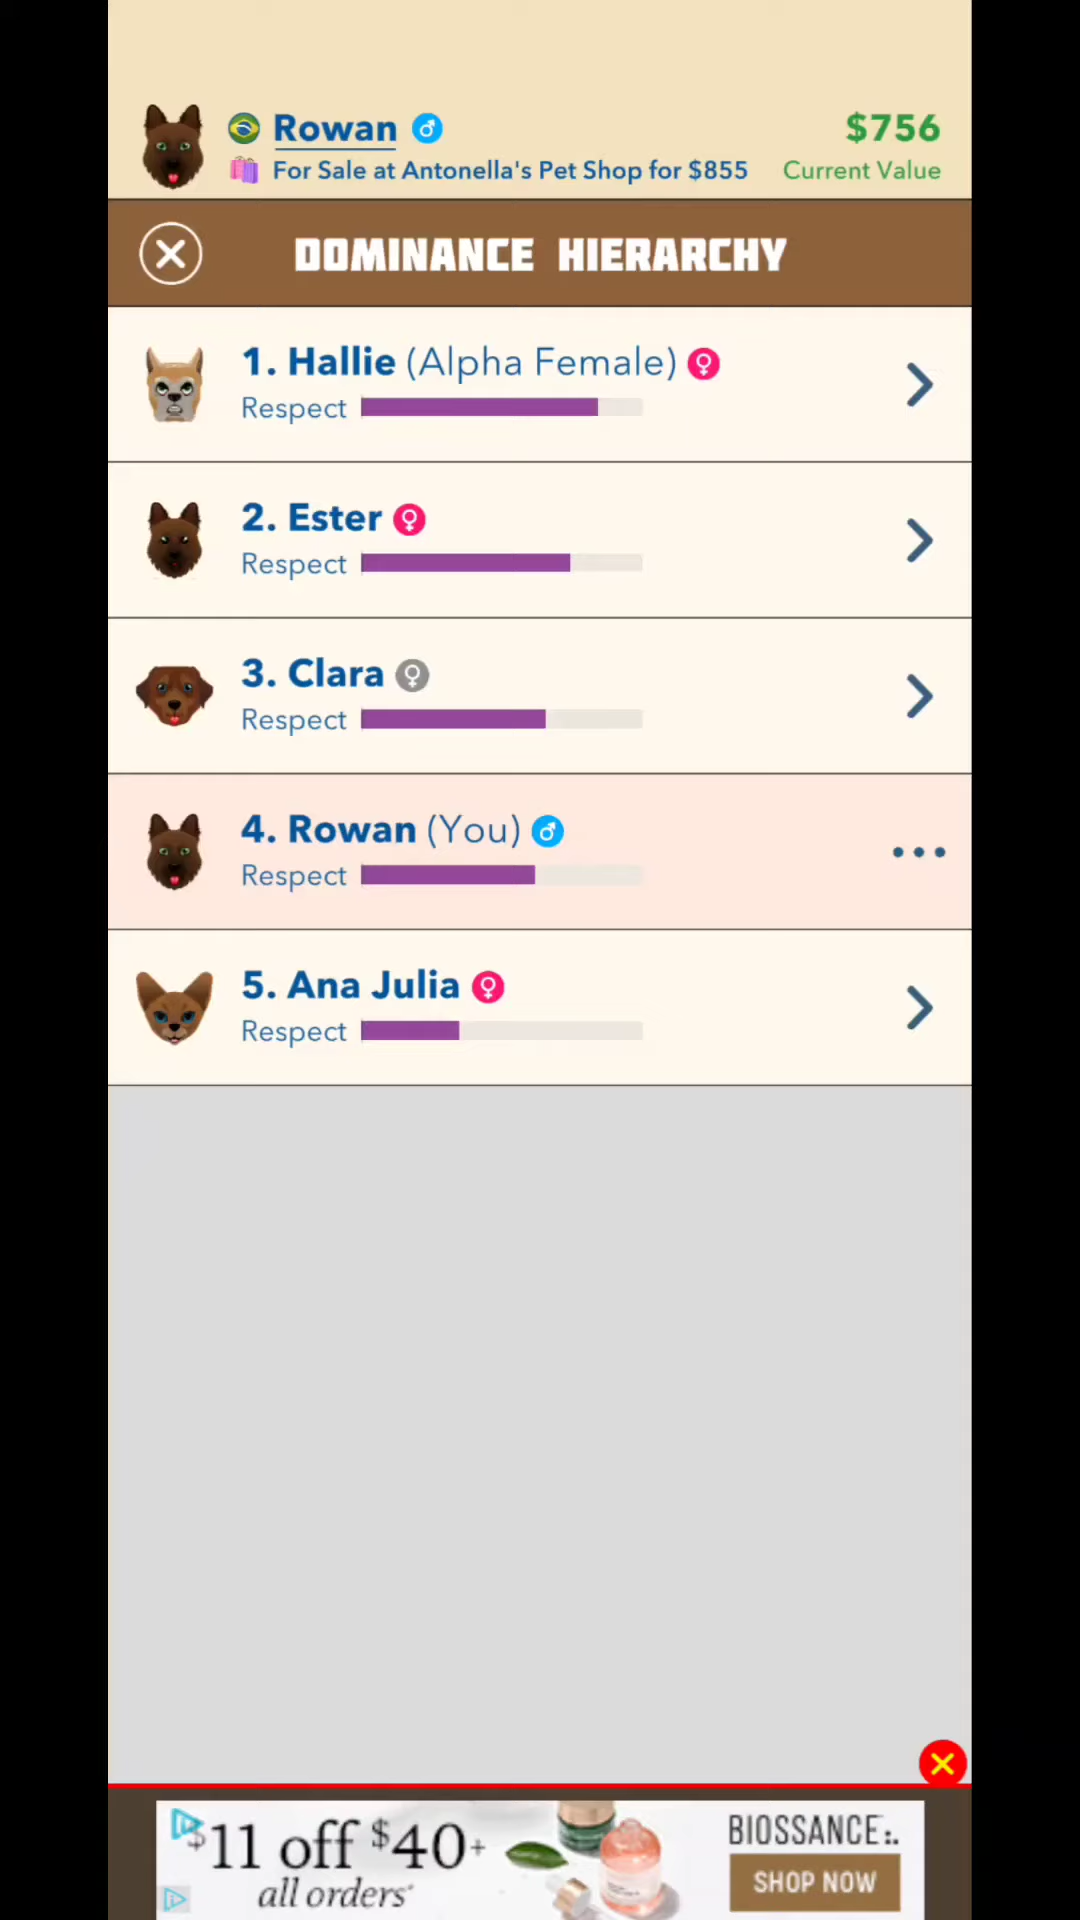 Rowan
$756
For Sale at Antonella's Pet Shop for $855
Current Value
DOMINANCE HIERARCHY
1. Hallie (Alpha Female)
Respect
2. Ester
Respect
3. Clara
Respect
4. Rowan (You)
Respect
5. Ana Julia
Respect
$11 off $40+
all orders*
BIOSSANCE
SHOP NOW